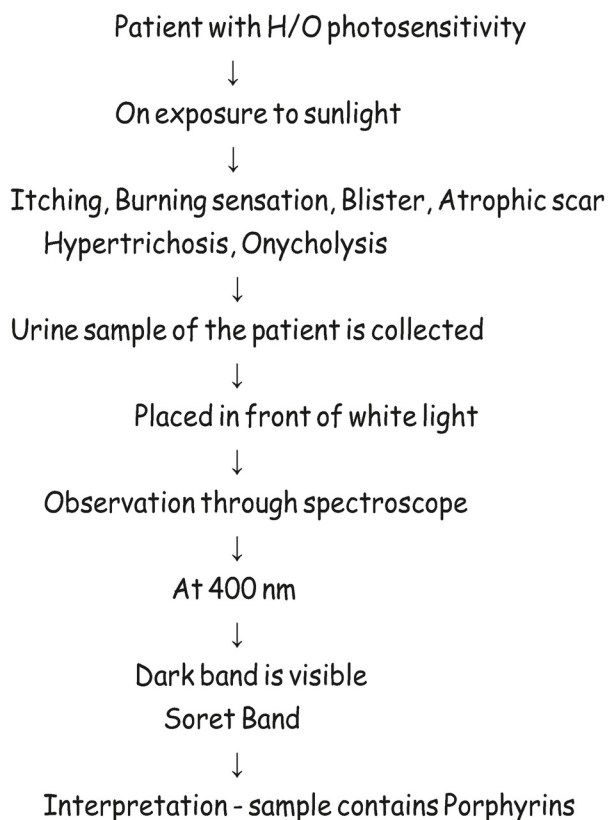 Patient with H/O photosensitivity
↓
On exposure to sunlight
↓
Itching, Burning sensation, Blister, Atrophic scar
Hypertrichosis, Onycholysis
↓
Urine sample of the patient is collected
↓
Placed in front of white light
↓
Observation through spectroscope
↓
At 400 nm
↓
Dark band is visible
Soret Band
↓
Interpretation - sample contains Porphyrins